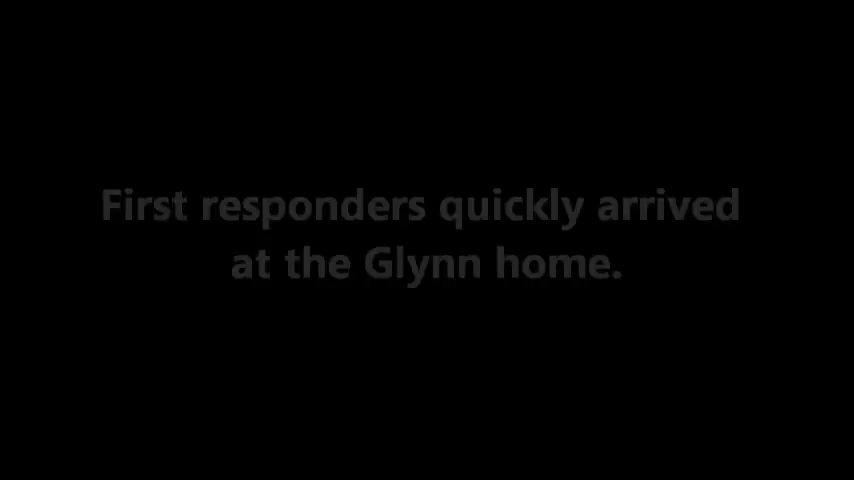 First responders quickly arrived
at the Glynn home.